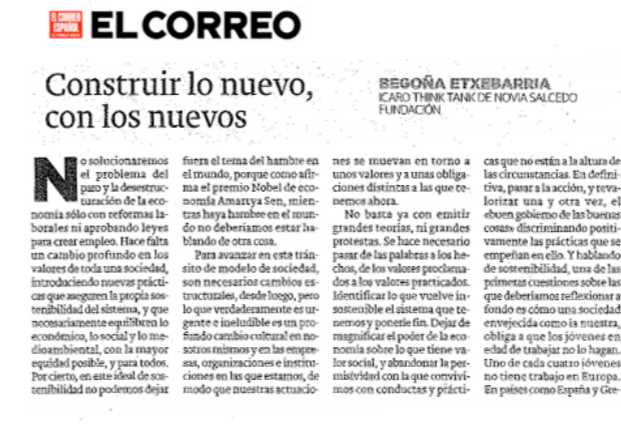 EL CORREO
ESPAÑOL
EL CORREO
Construir lo nuevo,
con los nuevos
BEGOÑA ETXEBARRIA
ICARO THINK TANK DE NOVIA SALCEDO
FUNDACIÓN
No solucionaremos
el problema del
paro y la desestruc-
turación de la eco-
nomía sólo con reformas la-
borales ni aprobando leyes
para crear empleo. Hace falta
un cambio profundo en los
valores de toda una sociedad,
introduciendo nuevas prácti-
cas que aseguren la propia sos-
tenibilidad del sistema, y que
necesariamente equilibren lo
económico, lo social y lo me-
dioambiental, con la mayor
equidad posible, y para todos.
Por cierto, en este ideal de sos-
tenibilidad no podemos dejar
fuera el tema del hambre en
el mundo, porque como afir-
ma el premio Nobel de eco-
nomía Amartya Sen, mien-
tras haya hambre en el mun-
do no deberíamos estar ha-
blando de otra cosa.
Para avanzar en este trán-
sito de modelo de sociedad,
son necesarios cambios es-
tructurales, desde luego, pero
lo que verdaderamente es ur-
gente e ineludible es un pro-
fundo cambio cultural en no-
sotros mismos y en las empre-
sas, organizaciones e institu-
ciones en las que estamos, de
modo que nuestras actuacio-
nes se muevan en torno a
unos valores y a unas obliga-
ciones distintas a las que te-
nemos ahora.
No basta ya con emitir
grandes teorías, ni grandes
protestas. Se hace necesario
pasar de las palabras a los he-
chos, de los valores proclama-
dos a los valores practicados.
Identificar lo que vuelve in-
sostenible el sistema que te-
nemos y ponerle fin. Dejar de
magnificar el poder de la eco-
nomía sobre lo que tiene va-
lor social, y abandonar la per-
misividad con la que convivi-
mos con conductas y prácti-
cas que no están a la altura de
las circunstancias. En defini-
tiva, pasar a la acción, y reva-
lorizar una y otra vez, el
«buen gobierno de las buenas
cosas» discriminando positi-
vamente las prácticas que se
empeñan en ello. Y hablando
de sostenibilidad, una de las
primeras cuestiones sobre las
que deberíamos reflexionar a
fondo es cómo una sociedad
envejecida como la nuestra,
obliga a que los jóvenes en
edad de trabajar no lo hagan.
Uno de cada cuatro jóvenes
no tiene trabajo en Europa.
En países como España y Gre-